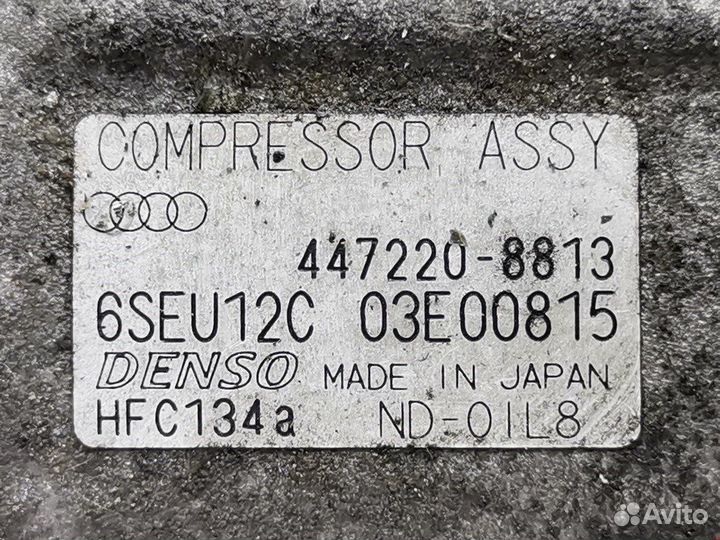 COMPRESSOR ASSY
447220-8813
6SEU12C 03E00815
DENSO MADE IN JAPAN
HFC134a ND-OIL8
Avito